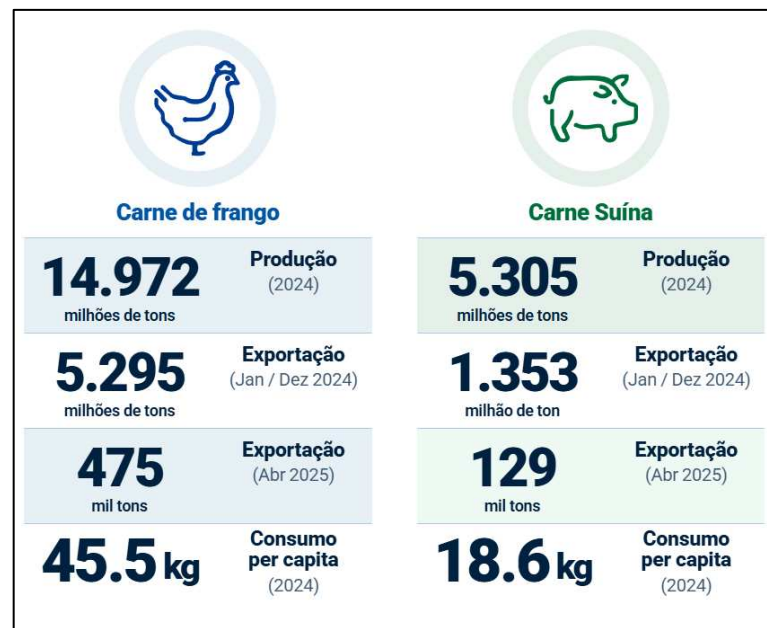 Carne de frango
14.972
milhões de tons
Produção
(2024)
5.295
milhões de tons
Exportação
(Jan / Dez 2024)
475
mil tons
Exportação
(Abr 2025)
45.5 kg
Consumo
per capita
(2024)
Carne Suína
5.305
milhões de tons
Produção
(2024)
1.353
milhão de ton
Exportação
(Jan / Dez 2024)
129
mil tons
Exportação
(Abr 2025)
18.6 kg
Consumo
per capita
(2024)